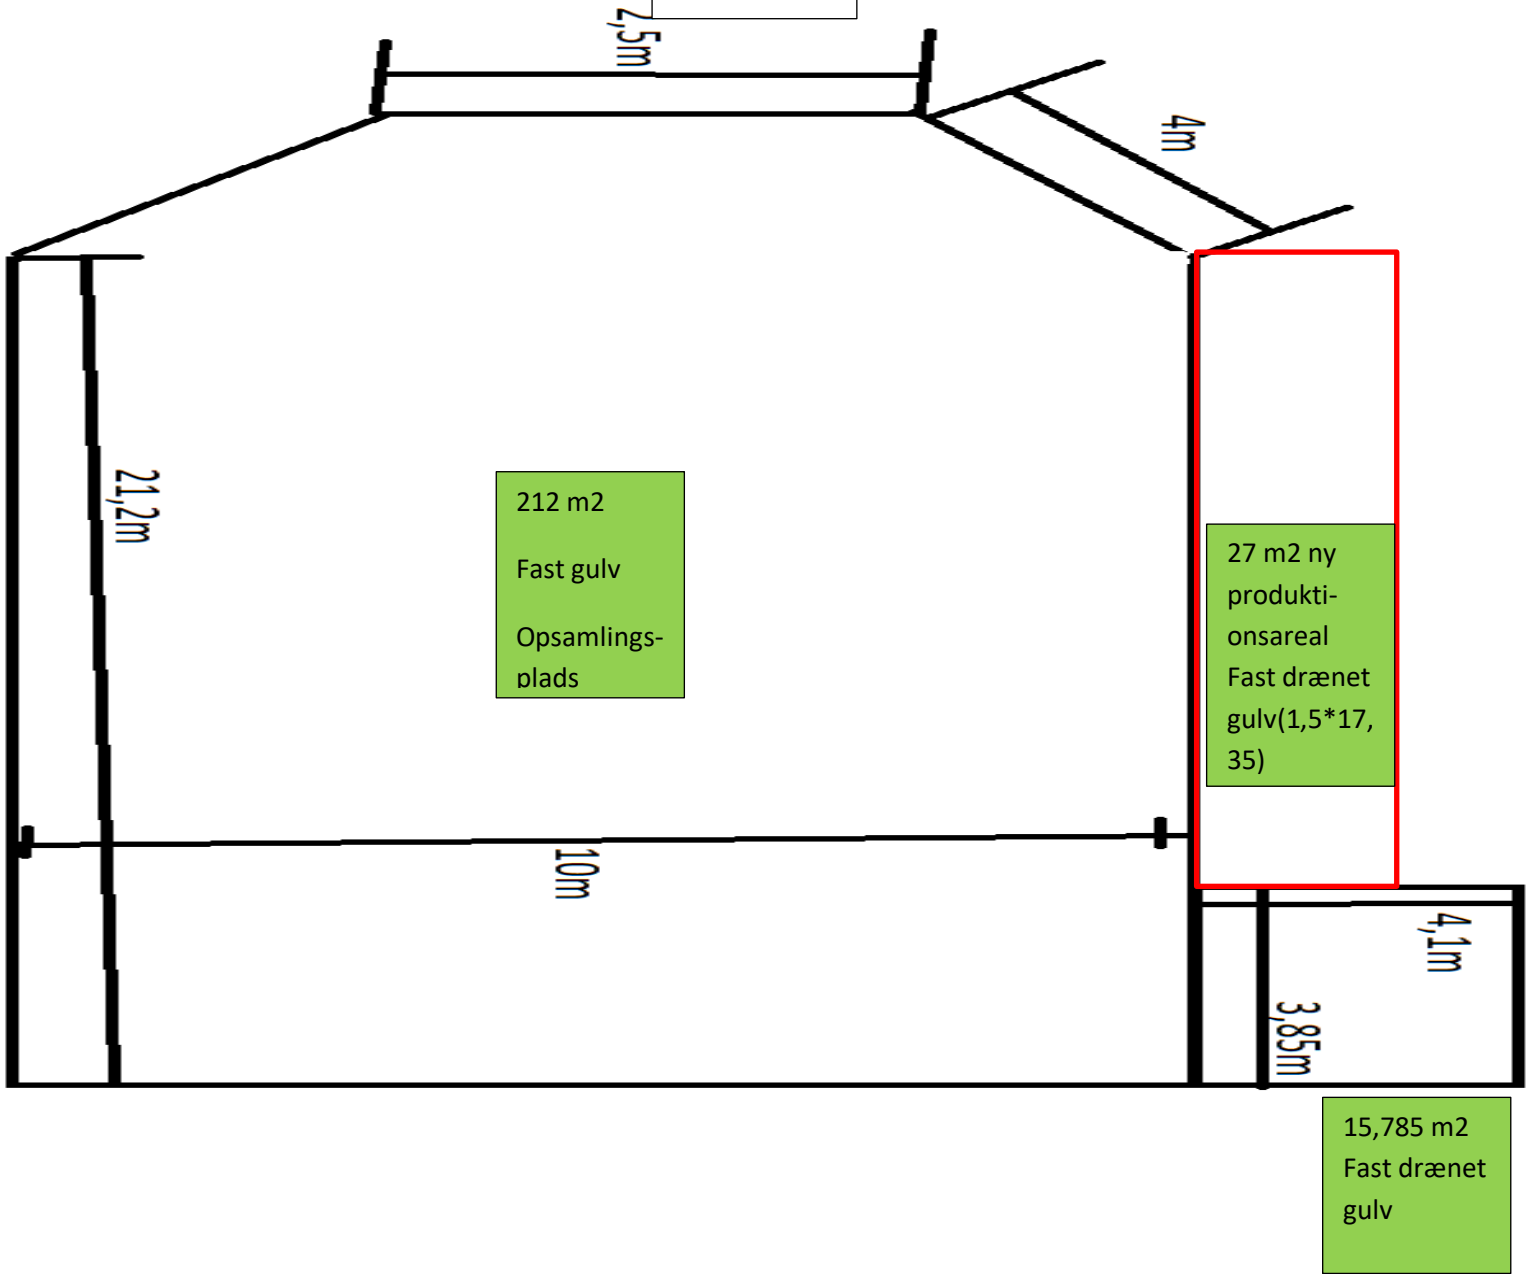 2,5m
4m
21,2m
212 m2
Fast gulv
Opsamlings-
plads
27 m2 ny
produkti-
onsareal
Fast drænet
gulv(1,5*17,
35)
10m
4,1m
3,85m
15,785 m2
Fast drænet
gulv